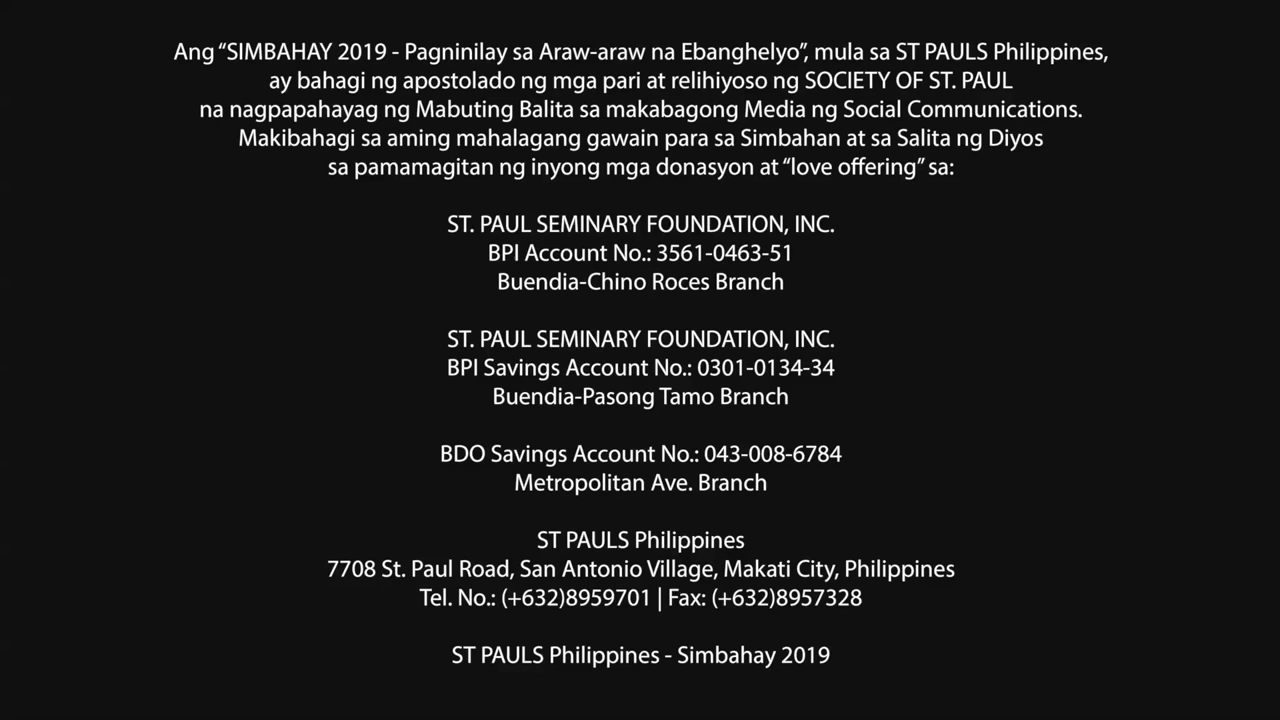 Ang “SIMBAHAY 2019 - Pagninilay sa Araw-araw na Ebanghelyo”, mula sa ST PAULS Philippines,
ay bahagi ng apostolado ng mga pari at relihiyoso ng SOCIETY OF ST. PAUL
na nagpapahayag ng Mabuting Balita sa makabagong Media ng Social Communications.
Makibahagi sa aming mahalagang gawain para sa Simbahan at sa Salita ng Diyos
sa pamamagitan ng inyong mga donasyon at “love offering” sa:
ST. PAUL SEMINARY FOUNDATION, INC.
BPI Account No.: 3561-0463-51
Buendia-Chino Roces Branch
ST. PAUL SEMINARY FOUNDATION, INC.
BPI Savings Account No.: 0301-0134-34
Buendia-Pasong Tamo Branch
BDO Savings Account No.: 043-008-6784
Metropolitan Ave. Branch
ST PAULS Philippines
7708 St. Paul Road, San Antonio Village, Makati City, Philippines
Tel. No.: (+632)8959701 | Fax: (+632)8957328
ST PAULS Philippines - Simbahay 2019